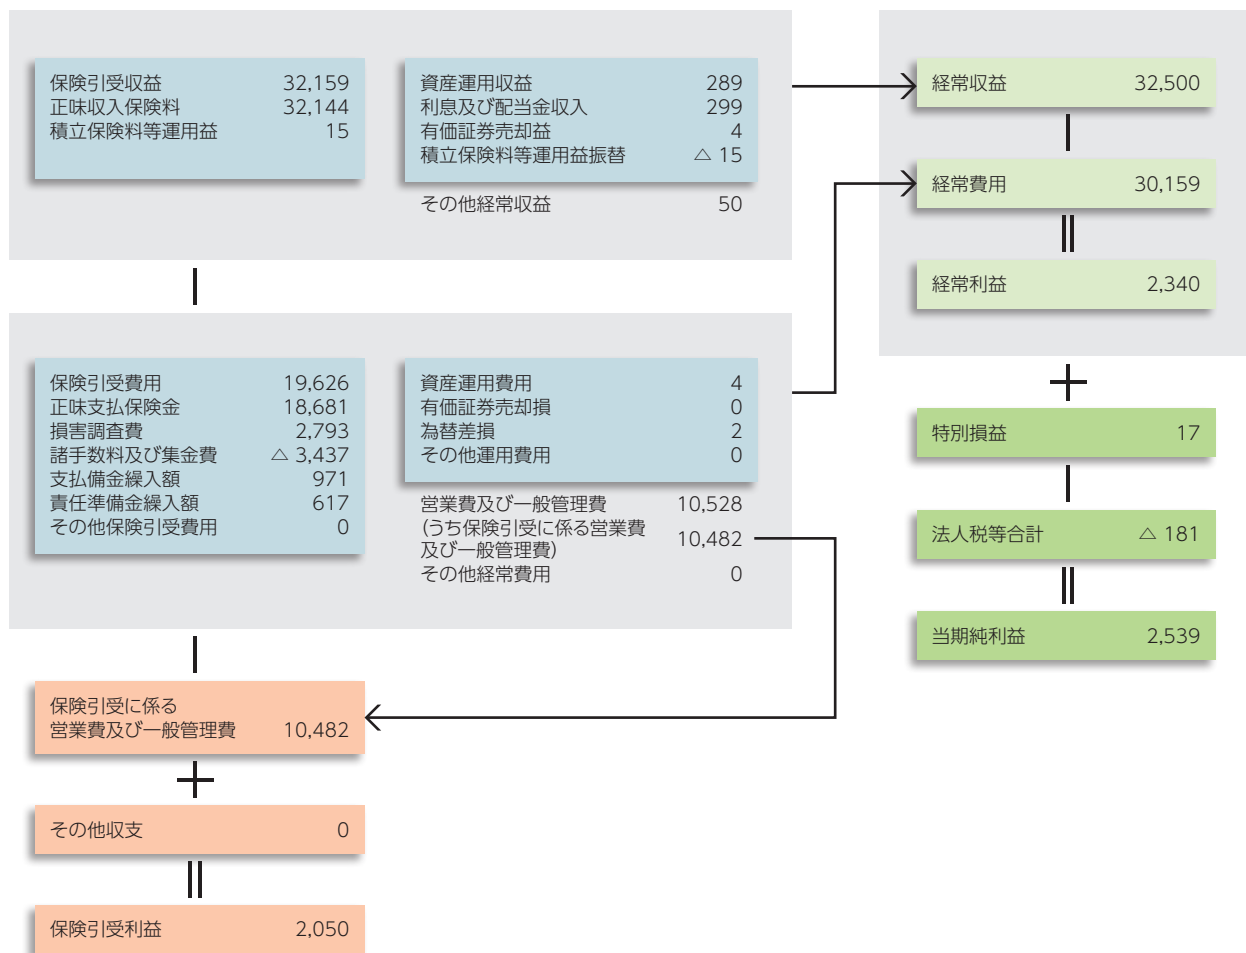 保険引受収益 32,159
正味収入保険料 32,144
積立保険料等運用益 15
資産運用収益 289
利息及び配当金収入 299
有価証券売却益 4
積立保険料等運用益振替 △ 15
その他経常収益 50
保険引受費用 19,626
正味支払保険金 18,681
損害調査費 2,793
諸手数料及び集金費 △ 3,437
支払備金繰入額 971
責任準備金繰入額 617
その他保険引受費用 0
資産運用費用 4
有価証券売却損 0
為替差損 2
その他運用費用 0
営業費及び一般管理費 10,528
(うち保険引受に係る営業費
及び一般管理費) 10,482
その他経常費用 0
保険引受に係る
営業費及び一般管理費 10,482
その他収支 0
保険引受利益 2,050
経常収益 32,500
経常費用 30,159
経常利益 2,340
特別損益 17
法人税等合計 △ 181
当期純利益 2,539